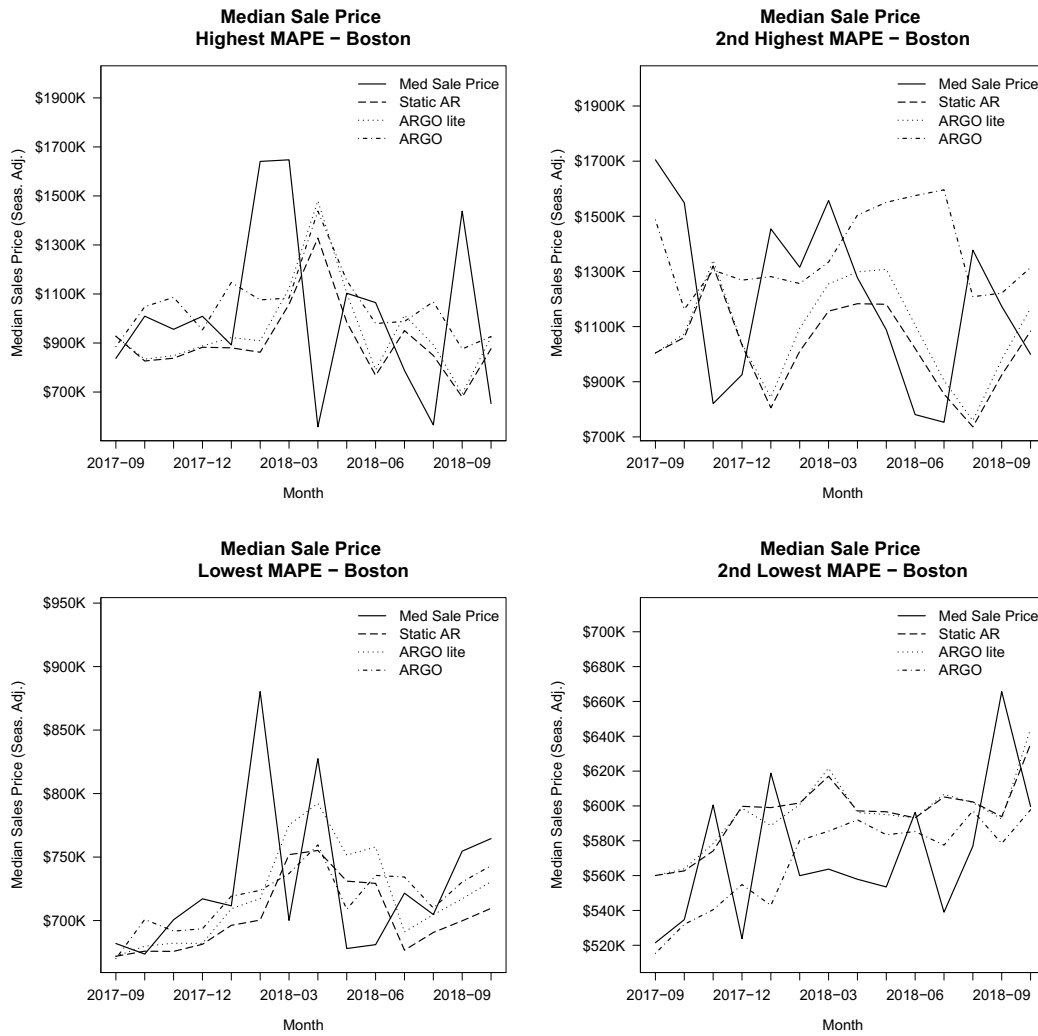 Median Sale Price
Highest MAPE − Boston
$1900K
$1700K
$1500K
$1300K
$1100K
$900K
$700K
Median Sales Price (Seas. Adj.)
Med Sale Price
Static AR
ARGO lite
ARGO
2017−09
2017−12
2018−03
2018−06
2018−09
Month
Median Sale Price
2nd Highest MAPE − Boston
$1900K
$1700K
$1500K
$1300K
$1100K
$900K
$700K
Median Sales Price (Seas. Adj.)
Med Sale Price
Static AR
ARGO lite
ARGO
2017−09
2017−12
2018−03
2018−06
2018−09
Month
Median Sale Price
Lowest MAPE − Boston
$950K
$900K
$850K
$800K
$750K
$700K
Median Sales Price (Seas. Adj.)
Med Sale Price
Static AR
ARGO lite
ARGO
2017−09
2017−12
2018−03
2018−06
2018−09
Month
Median Sale Price
2nd Lowest MAPE − Boston
$700K
$680K
$660K
$640K
$620K
$600K
$580K
$560K
$540K
$520K
Median Sales Price (Seas. Adj.)
Med Sale Price
Static AR
ARGO lite
ARGO
2017−09
2017−12
2018−03
2018−06
2018−09
Month